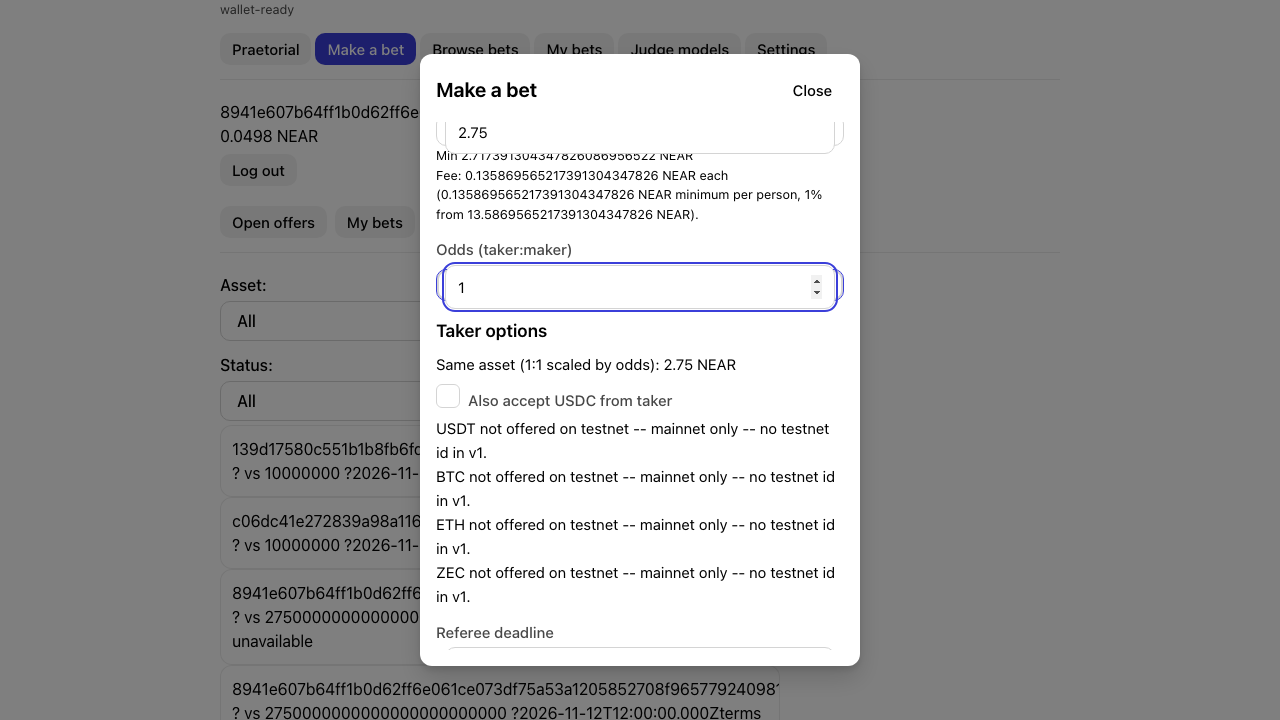 wallet-ready
Praetorial
Make a bet
Browse bets
My bets
Judge models
Settings
8941e607b64ff1b0d62ff6e
0.0498 NEAR
Log out
Open offers
My bets
Asset:
All
Status:
All
139d17580c551b1b8fb6fc
? vs 10000000 ?2026-11-
c06dc41e272839a98a116
? vs 10000000 ?2026-11-
8941e607b64ff1b0d62ff6
? vs 2750000000000000
unavailable
8941e607b64ff1b0d62ff6e061ce073df75a53a1205852708f965779240981
? vs 2750000000000000000000000 ?2026-11-12T12:00:00.000Zterms
Make a bet
Close
2.75
Min 2.717391304347826086956522 NEAR
Fee: 0.135869565217391304347826 NEAR each
(0.135869565217391304347826 NEAR minimum per person, 1%
from 13.5869565217391304347826 NEAR).
Odds (taker:maker)
1
Taker options
Same asset (1:1 scaled by odds): 2.75 NEAR
Also accept USDC from taker
USDT not offered on testnet -- mainnet only -- no testnet
id in v1.
BTC not offered on testnet -- mainnet only -- no testnet id
in v1.
ETH not offered on testnet -- mainnet only -- no testnet id
in v1.
ZEC not offered on testnet -- mainnet only -- no testnet id
in v1.
Referee deadline